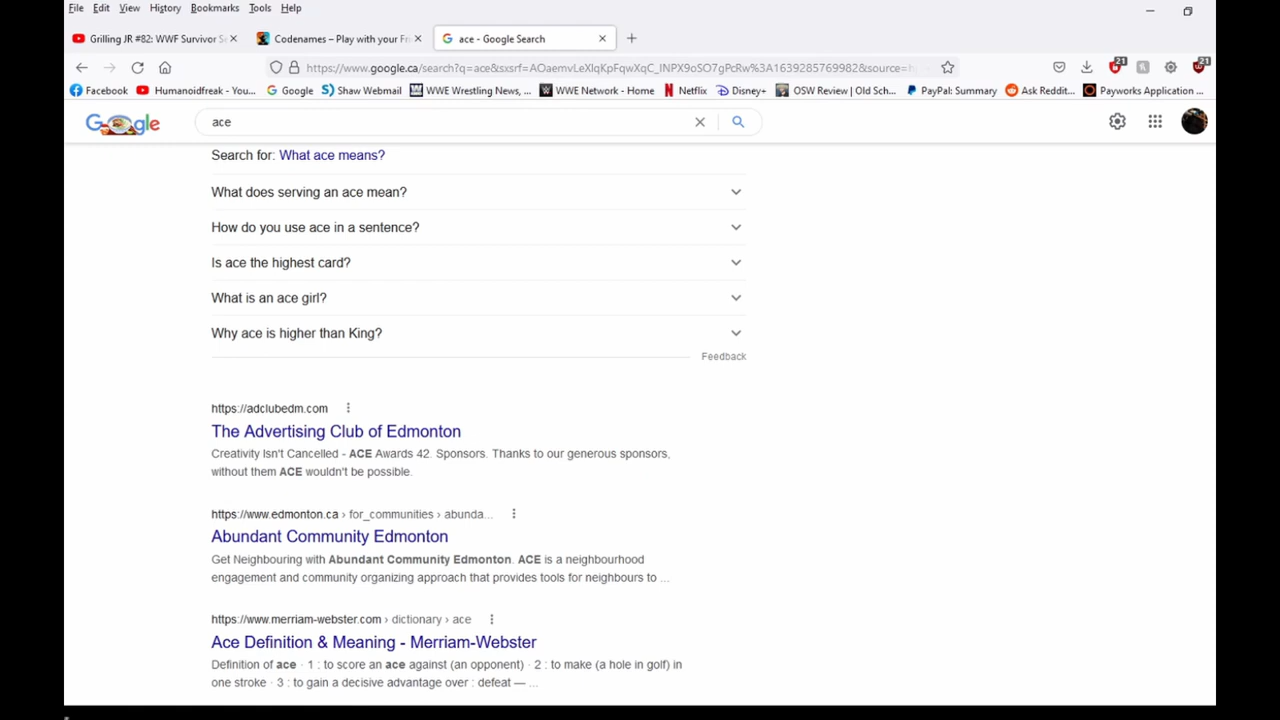 File Edit View History Bookmarks Tools Help
Grilling JR #82: WWF Survivor Se
Codenames – Play with your Fri
ace - Google Search
https://www.google.ca/search?q=ace&ssrf=
Facebook
Humanoidfreak - You...
Google
Shaw Webmail
WWE Wrestling News, ...
WWE Network - Home
Netflix
Disney+
OSW Review | Old Sch...
PayPal: Summary
Ask Reddit...
Payworks Application ...
21
21
Google
ace
Search for: What ace means?
What does serving an ace mean?
How do you use ace in a sentence?
Is ace the highest card?
What is an ace girl?
Why ace is higher than King?
Feedback
https://adclubedm.com
The Advertising Club of Edmonton
Creativity Isn't Cancelled - ACE Awards 42. Sponsors. Thanks to our generous sponsors,
without them ACE wouldn't be possible.
https://www.edmonton.ca › for_communities › abunda...
Abundant Community Edmonton
Get Neighbouring with Abundant Community Edmonton. ACE is a neighbourhood
engagement and community organizing approach that provides tools for neighbours to ...
https://www.merriam-webster.com › dictionary › ace
Ace Definition & Meaning - Merriam-Webster
Definition of ace · 1 : to score an ace against (an opponent) · 2 : to make (a hole in golf) in
one stroke · 3 : to gain a decisive advantage over : defeat — ...